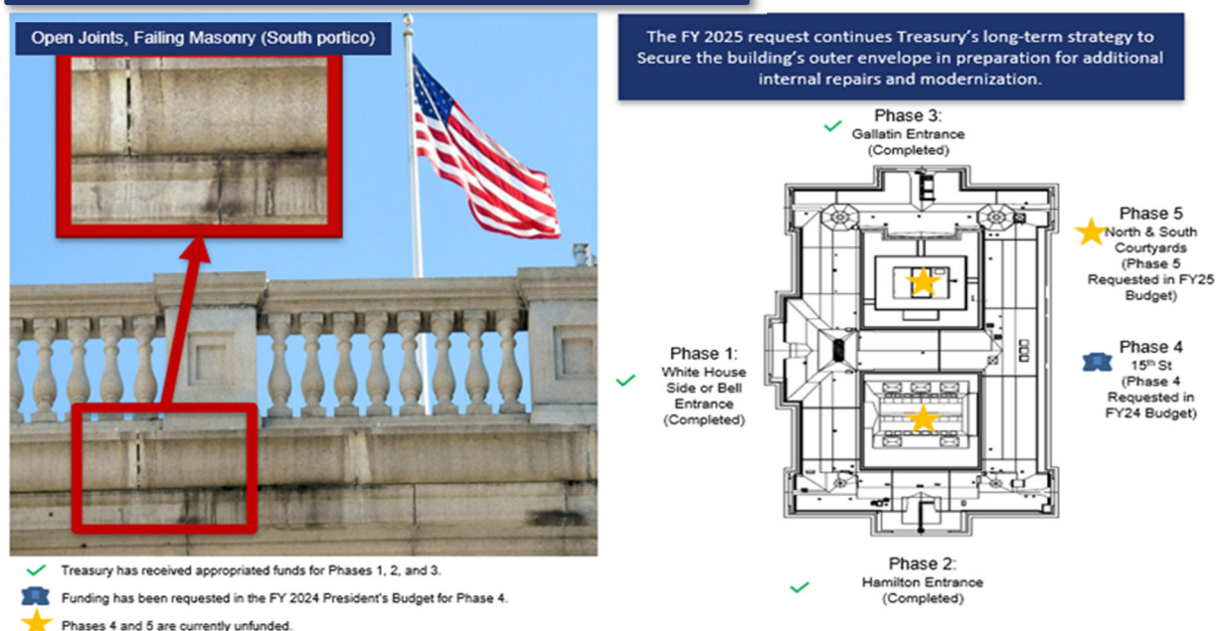 Open Joints, Failing Masonry (South portico)
The FY 2025 request continues Treasury's long-term strategy to
Secure the building's outer envelope in preparation for additional
internal repairs and modernization.
Phase 3:
Gallatin Entrance
(Completed)
Phase 5
North & South
Courtyards
(Phase 5
Requested in FY25
Budget)
Phase 1:
White House
Side or Bell
Entrance
(Completed)
Phase 4
15th St
(Phase 4
Requested in
FY24 Budget)
Phase 2:
Hamilton Entrance
(Completed)
Treasury has received appropriated funds for Phases 1, 2, and 3.
Funding has been requested in the FY 2024 President's Budget for Phase 4.
Phases 4 and 5 are currently unfunded.